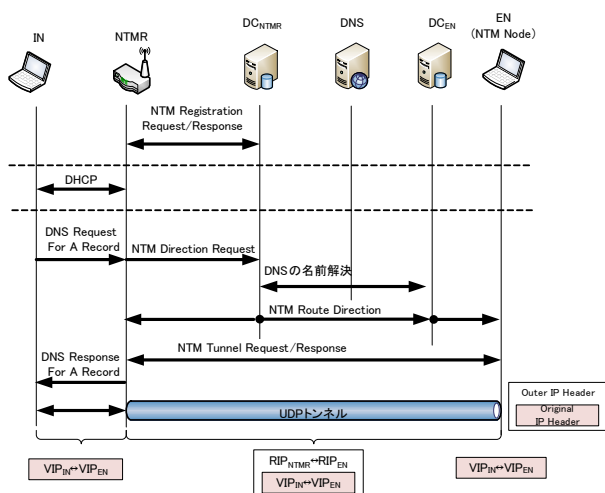 IN
NTMR
DCNTMR
DNS
DCEN
EN
(NTM Node)
NTM Registration
Request/Response
DHCP
DNS Request
For A Record
NTM Direction Request
DNSの名前解決
NTM Route Direction
NTM Tunnel Request/Response
DNS Response
For A Record
UDPトンネル
Outer IP Header
Original
IP Header
VIPIN↔VIPEN
RIPNTMR↔RIPEN
VIPIN↔VIPEN
VIPIN↔VIPEN